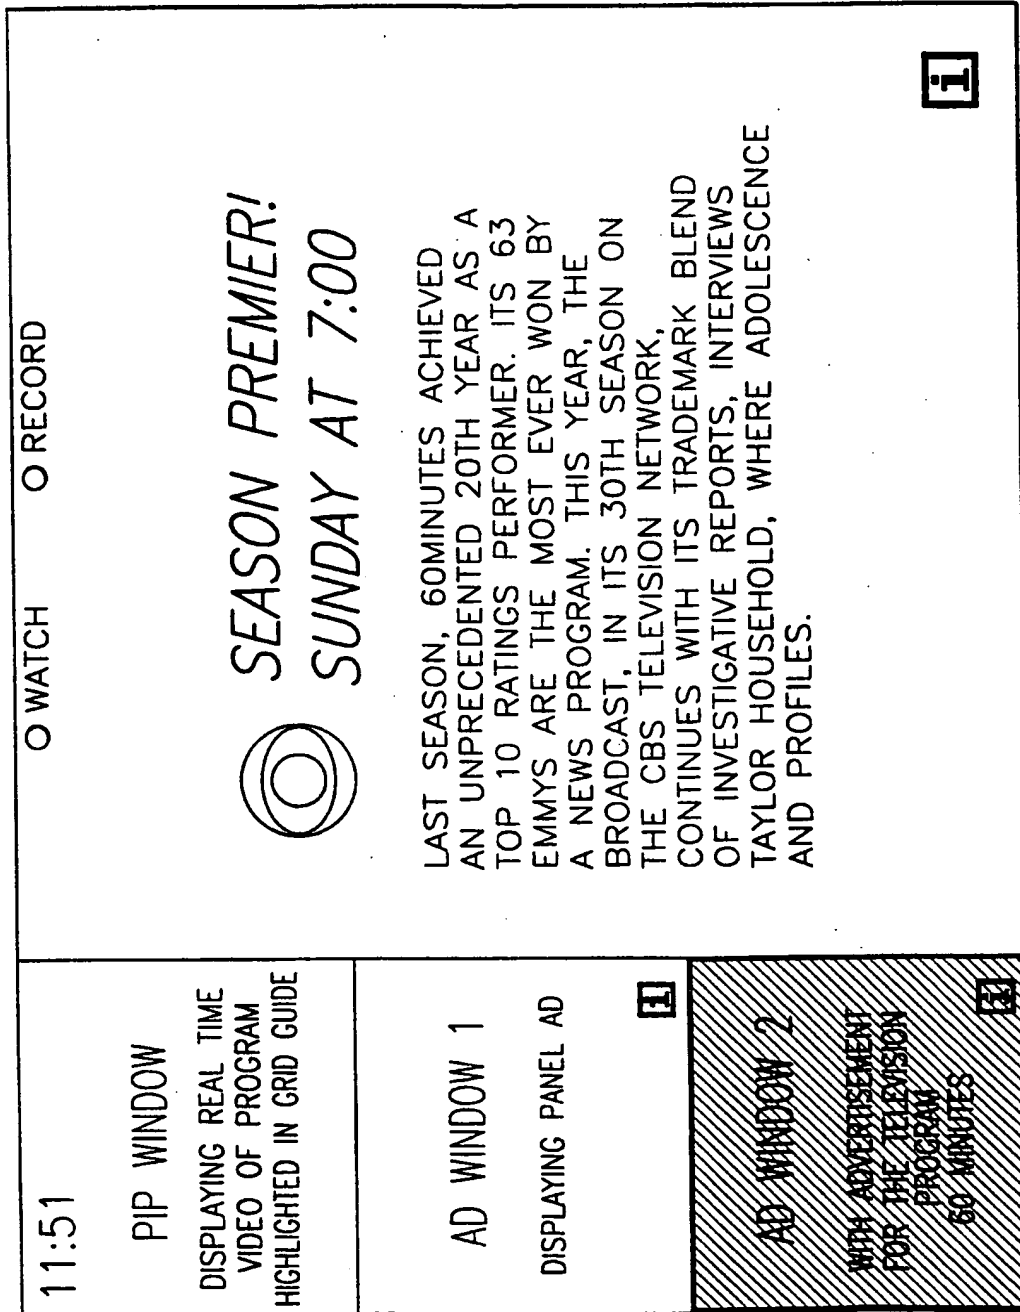 11:51
PIP WINDOW
DISPLAYING REAL TIME
VIDEO OF PROGRAM
HIGHLIGHTED IN GRID GUIDE
AD WINDOW 1
DISPLAYING PANEL AD
i
AD WINDOW 2
WITH ADVERTISEMENT
FOR THE TELEVISION
PROGRAM
60 MINUTES
i
O WATCH
O RECORD
SEASON PREMIER!
SUNDAY AT 7:00
LAST SEASON, 60MINUTES ACHIEVED
AN UNPRECEDENTED 20TH YEAR AS A
TOP 10 RATINGS PERFORMER. ITS 63
EMMYS ARE THE MOST EVER WON BY
A NEWS PROGRAM. THIS YEAR, THE
BROADCAST, IN ITS 30TH SEASON ON
THE CBS TELEVISION NETWORK,
CONTINUES WITH ITS TRADEMARK BLEND
OF INVESTIGATIVE REPORTS, INTERVIEWS
TAYLOR HOUSEHOLD, WHERE ADOLESCENCE
AND PROFILES.
i